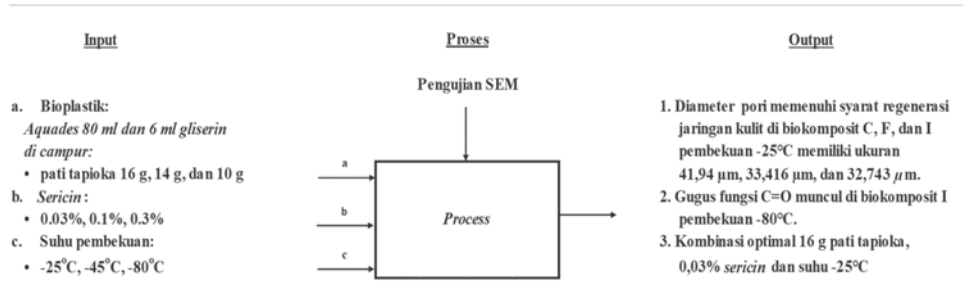 Input
a. Bioplastik:
Aquades 80 ml dan 6 ml gliserin
di campur:
• pati tapioka 16 g, 14 g, dan 10 g
b. Sericin :
• 0.03%, 0.1%, 0.3%
c. Suhu pembekuan:
• -25°C, -45°C, -80°C
Proses
Pengujian SEM
a
b
c
Process
Output
1. Diameter pori memenuhi syarat regenerasi
jaringan kulit di biokomposit C, F, dan I
pembekuan -25°C memiliki ukuran
41,94 μm, 33,416 μm, dan 32,743 μm.
2. Gugus fungsi C=O muncul di biokomposit I
pembekuan -80°C.
3. Kombinasi optimal 16 g pati tapioka,
0,03% sericin dan suhu -25°C